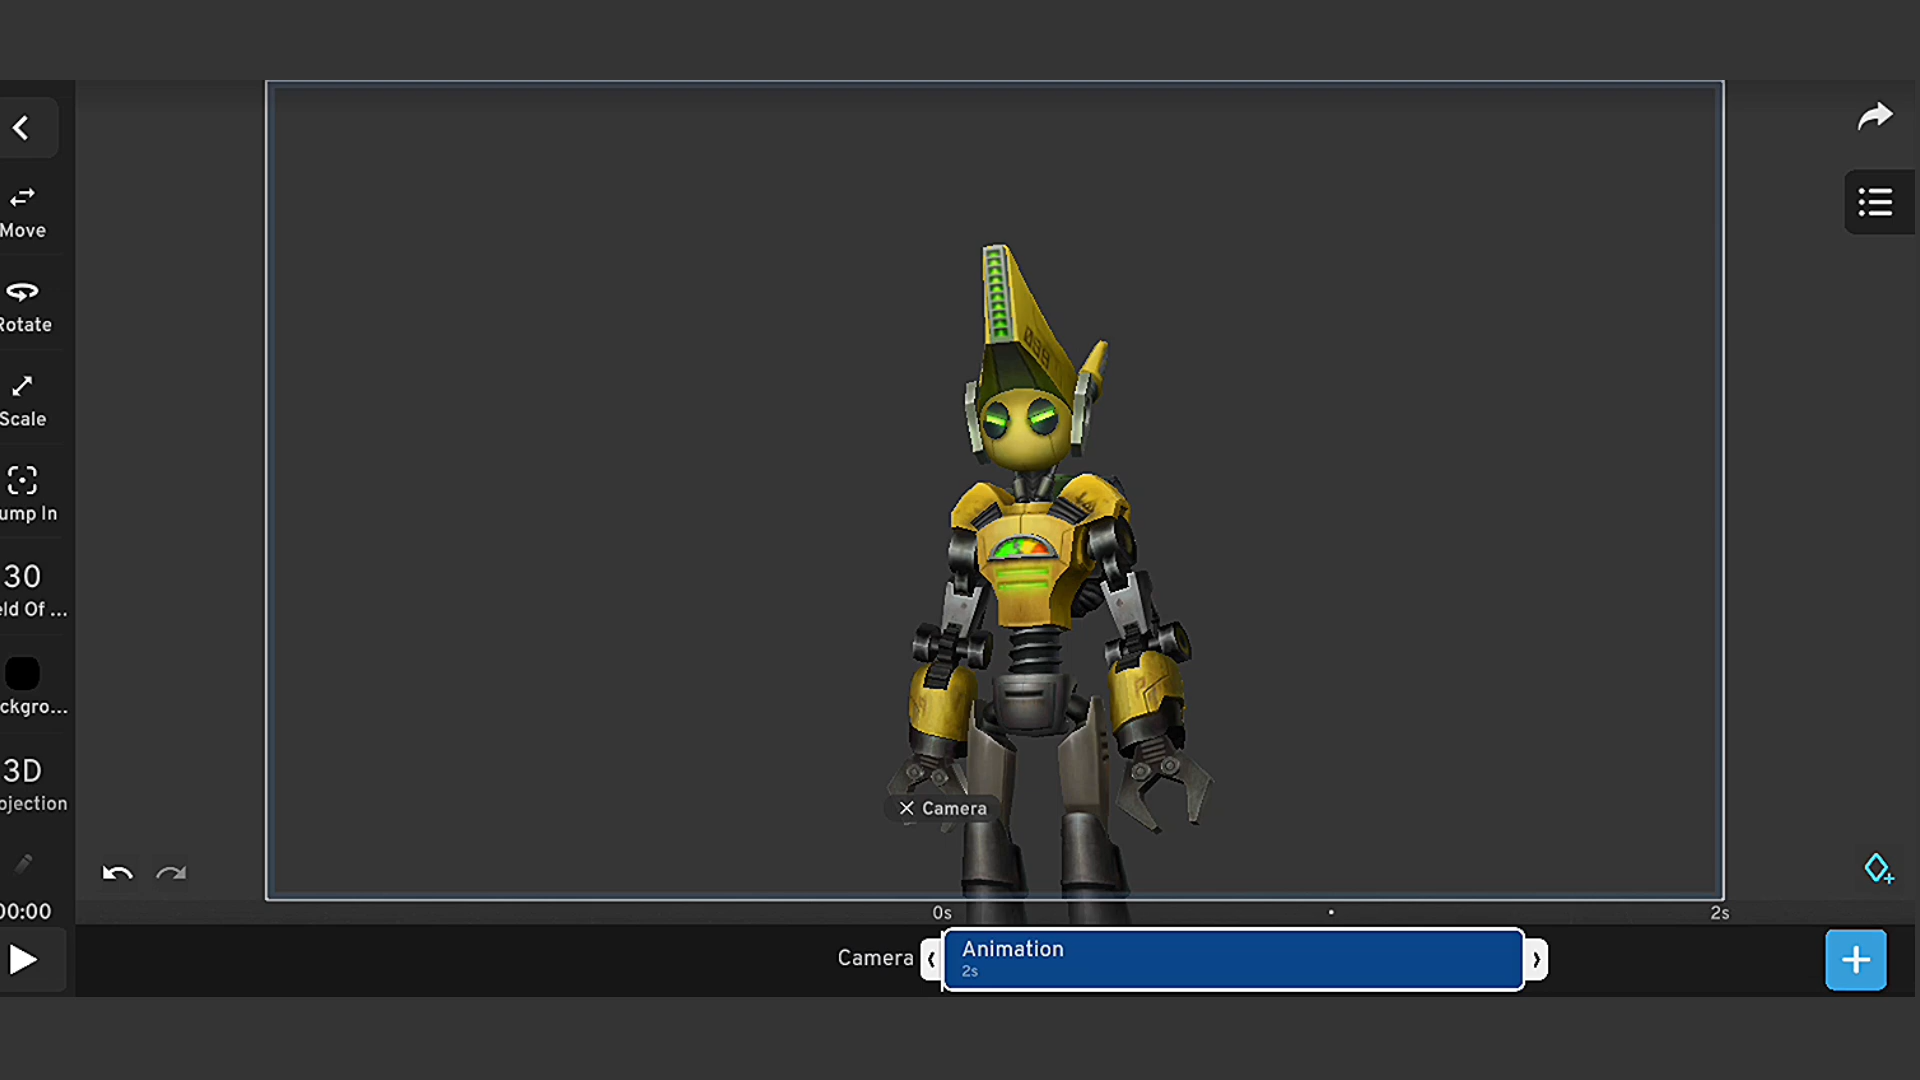 Move
Rotate
Scale
ump In
30
eld Of ...
ckgro...
3D
ojection
00:00
039
Camera
0s
2s
Camera
Animation
2s